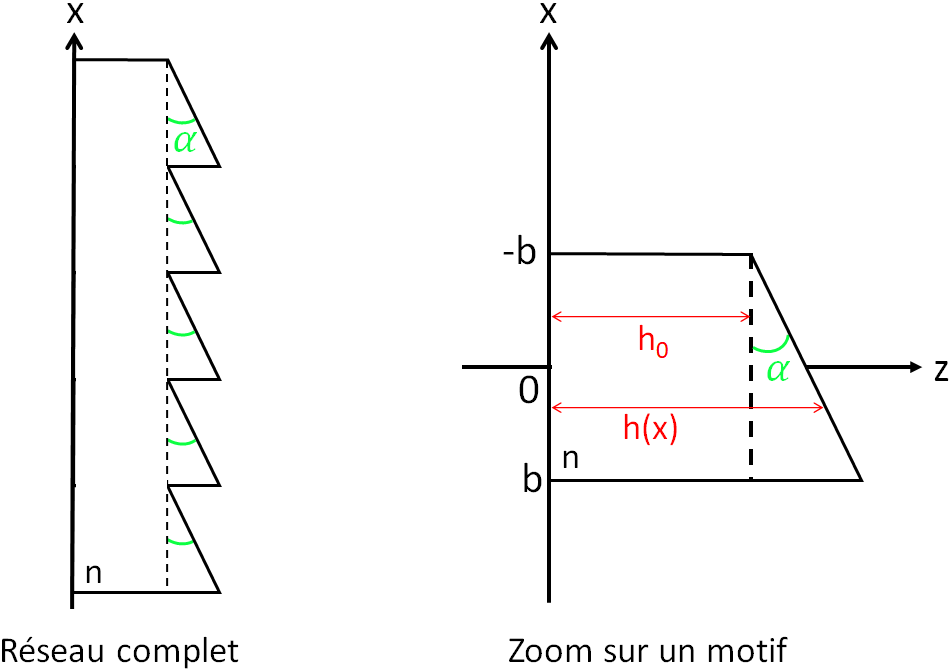 x
α
n
Réseau complet
x
-b
h₀
α
0
z
h(x)
n
b
Zoom sur un motif